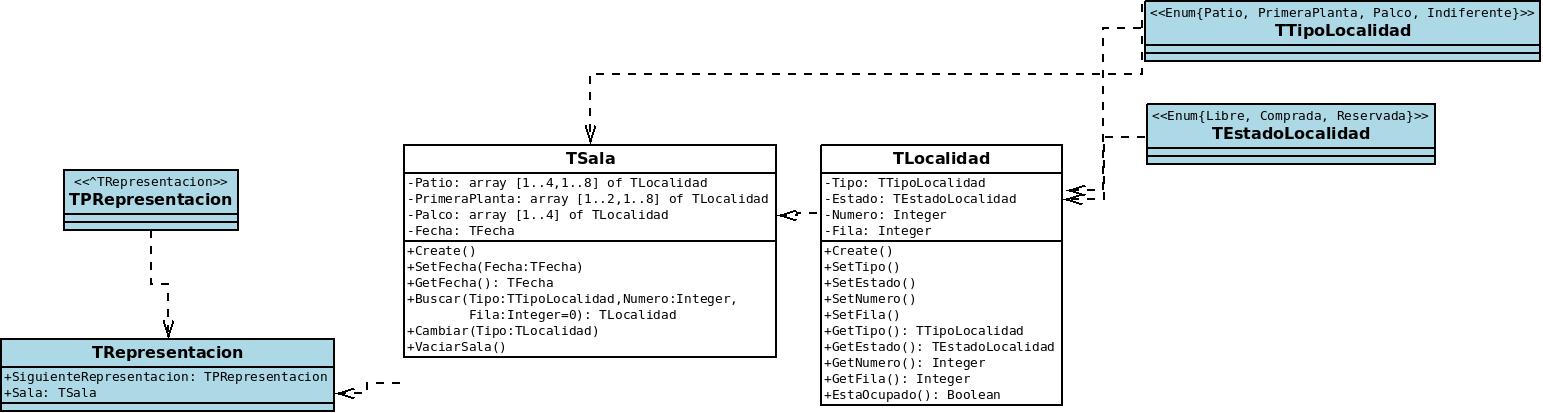 <<Enum{Patio, PrimeraPlanta, Palco, Indiferente}>>
TTipoLocalidad
<<Enum{Libre, Comprada, Reservada}>>
TEstadoLocalidad
<<^TRepresentacion>>
TPRepresentacion
TRepresentacion
+SiguienteRepresentacion: TPRepresentacion
+Sala: TSala
TSala
-Patio: array [1..4,1..8] of TLocalidad
-PrimeraPlanta: array [1..2,1..8] of TLocalidad
-Palco: array [1..4] of TLocalidad
-Fecha: TFecha
+Create()
+SetFecha(Fecha:TFecha)
+GetFecha(): TFecha
+Buscar(Tipo:TTipoLocalidad,Numero:Integer,
Fila:Integer=0): TLocalidad
+Cambiar(Tipo:TLocalidad)
+VaciarSala()
TLocalidad
-Tipo: TTipoLocalidad
-Estado: TEstadoLocalidad
-Numero: Integer
-Fila: Integer
+Create()
+SetTipo()
+SetEstado()
+SetNumero()
+SetFila()
+GetTipo(): TTipoLocalidad
+GetEstado(): TEstadoLocalidad
+GetNumero(): Integer
+GetFila(): Integer
+EstaOcupado(): Boolean